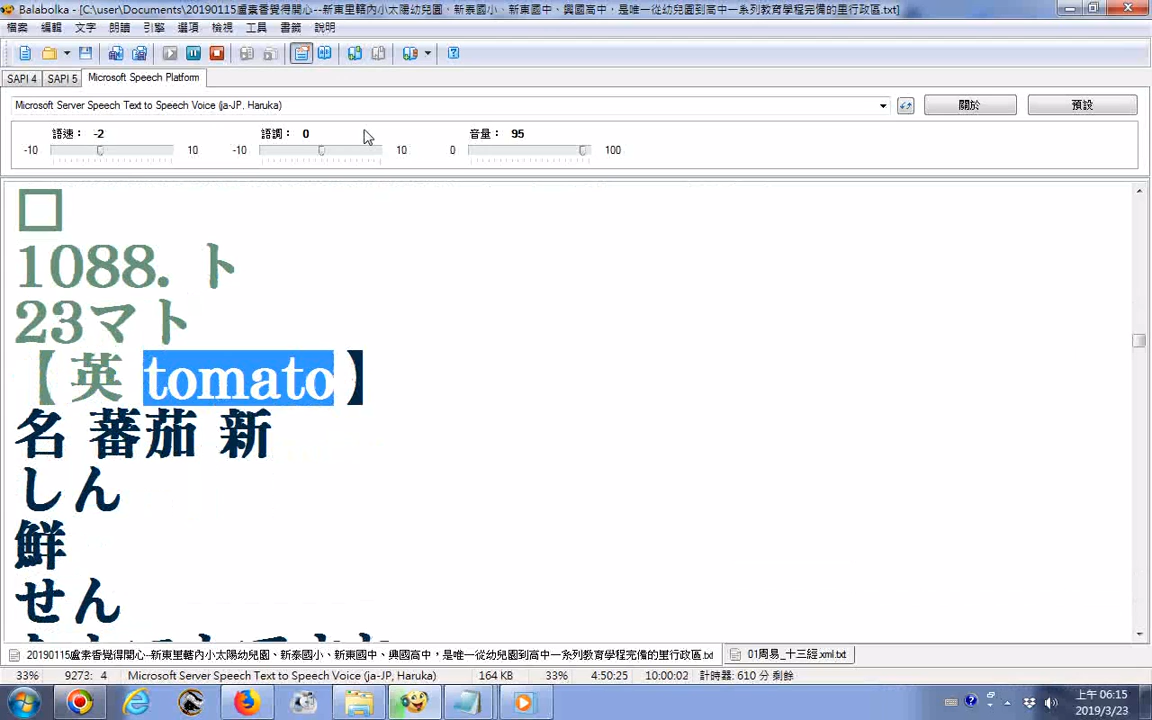 Balabolka - [C:\user\Documents\20190115盧素香覺得開心--新東里轄內小太陽幼兒園、新泰國小、新東國中、興國高中，是唯一從幼兒園到高中一系列教育學程完備的里行政區.txt]
檔案 編輯 文字 朗讀 引擎 選項 檢視 工具 書籤 說明
SAPI 4 SAPI 5 Microsoft Speech Platform
Microsoft Server Speech Text to Speech Voice (ja-JP, Haruka) 關於 預設
語速： -2 語調： 0 音量： 95
-10 10 -10 10 0 100
□
1088. ト
23マト
【 英 tomato 】
名 蕃茄 新
しん
鮮
せん
20190115盧素香覺得開心--新東里轄內小太陽幼兒園、新泰國小、新東國中、興國高中，是唯一從幼兒園到高中一系列教育學程完備的里行政區.txt 01周易_十三經.xml.txt
33% 9273: 4 Microsoft Server Speech Text to Speech Voice (ja-JP, Haruka) 164 KB 33% 4:50:25 10:00:02 計時器: 610 分 剩餘
上午 06:15
2019/3/23